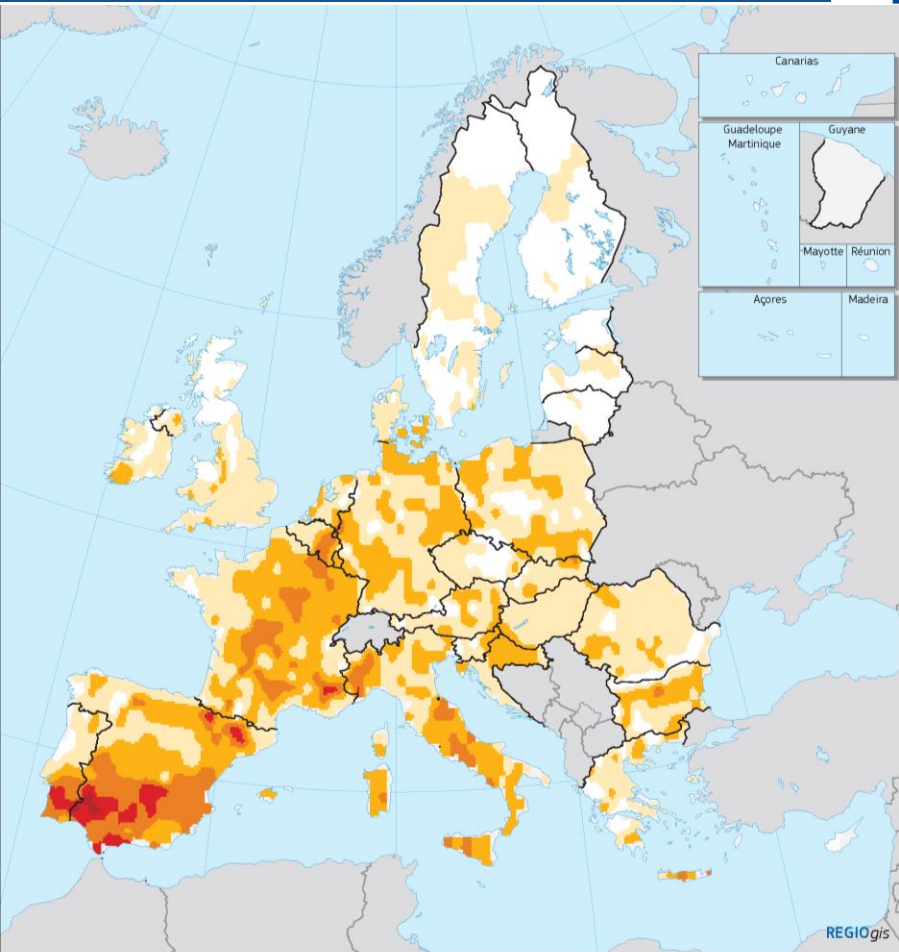 Canarias
Guadeloupe
Martinique
Guyane
Mayotte
Réunion
Açores
Madeira
REGIOgis